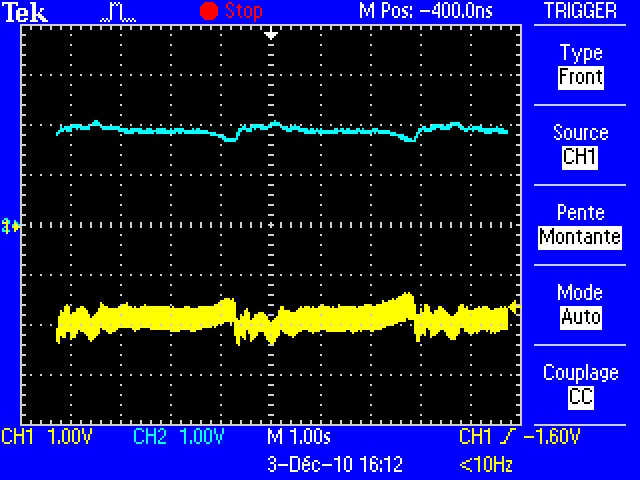 Tek Stop M Pos: -400.0ns TRIGGER
Type
Front
Source
CH1
Pente
Montante
Mode
Auto
Couplage
CC
CH1 1.00V CH2 1.00V M 1.00s CH1 -1.60V
3-Déc-10 16:12 <10Hz